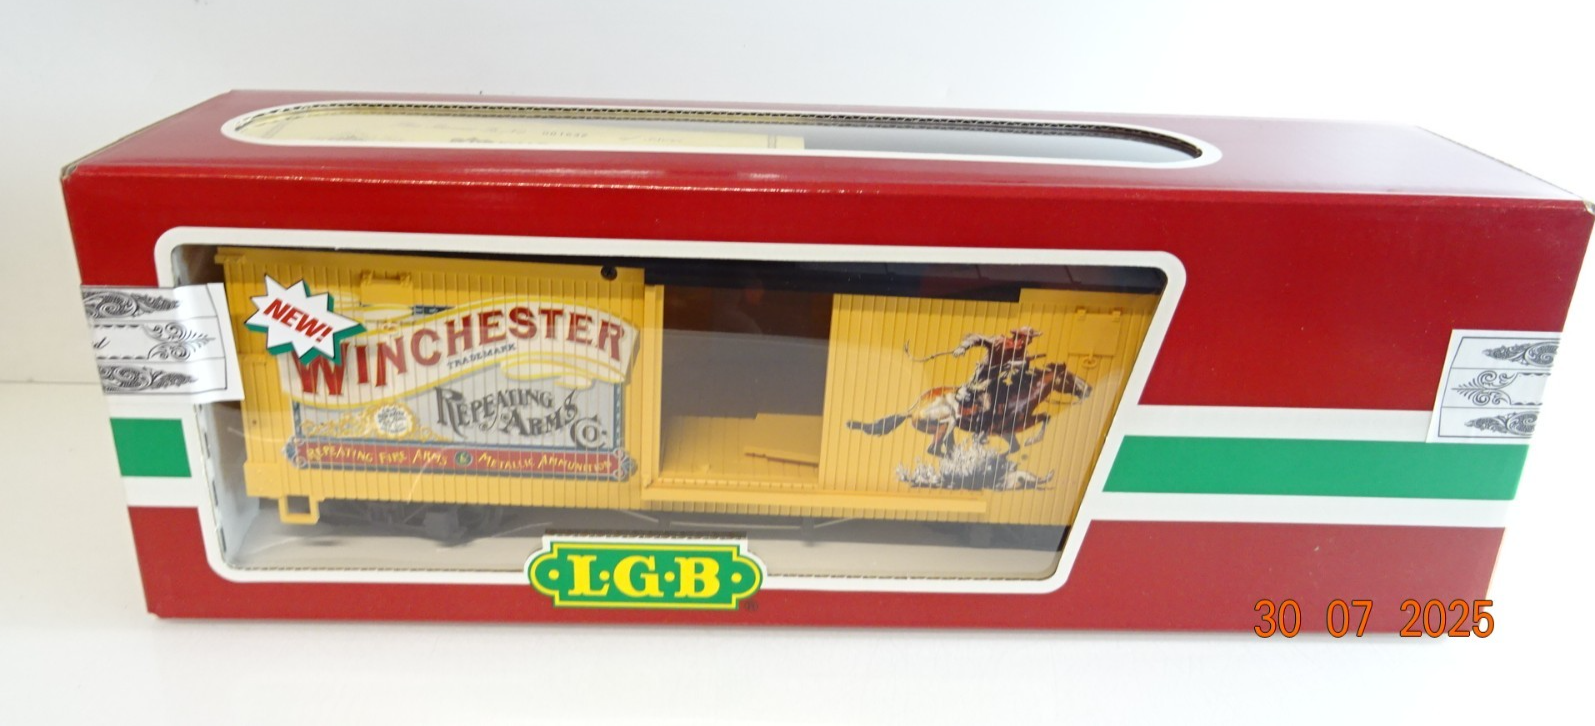 NEW!
WINCHESTER
TRADEMARK
REPEATING
ARMS
CO.
REPEATING FIRE ARMS & METALLIC AMMUNITION
L·G·B
®
30 07 2025